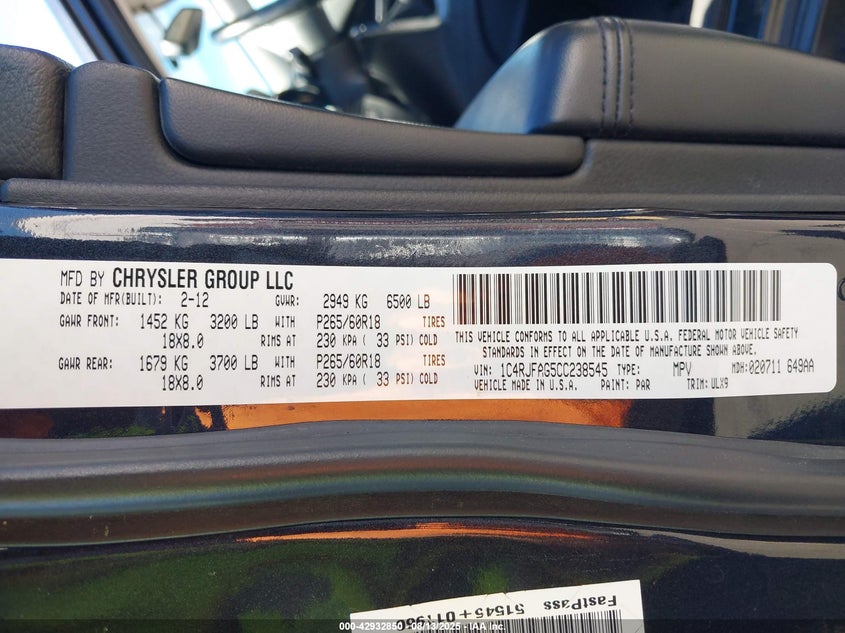 MFD BY CHRYSLER GROUP LLC
DATE OF MFR(BUILT): 2-12 GVWR: 2949 KG 6500 LB
GAWR FRONT: 1452 KG 3200 LB WITH P265/60R18 TIRES
18X8.0 RIMS AT 230 KPA ( 33 PSI) COLD
GAWR REAR: 1679 KG 3700 LB WITH P265/60R18 TIRES
18X8.0 RIMS AT 230 KPA ( 33 PSI) COLD
THIS VEHICLE CONFORMS TO ALL APPLICABLE U.S.A. FEDERAL MOTOR VEHICLE SAFETY
STANDARDS IN EFFECT ON THE DATE OF MANUFACTURE SHOWN ABOVE.
VIN: 1C4RJFAG5CC238545 TYPE: MPV MDH:020711 649AA
VEHICLE MADE IN U.S.A. PAINT: PAR TRIM: ULX9
FastPass 51545+
000-42932850 - 08/13/2025 - IAA Inc.